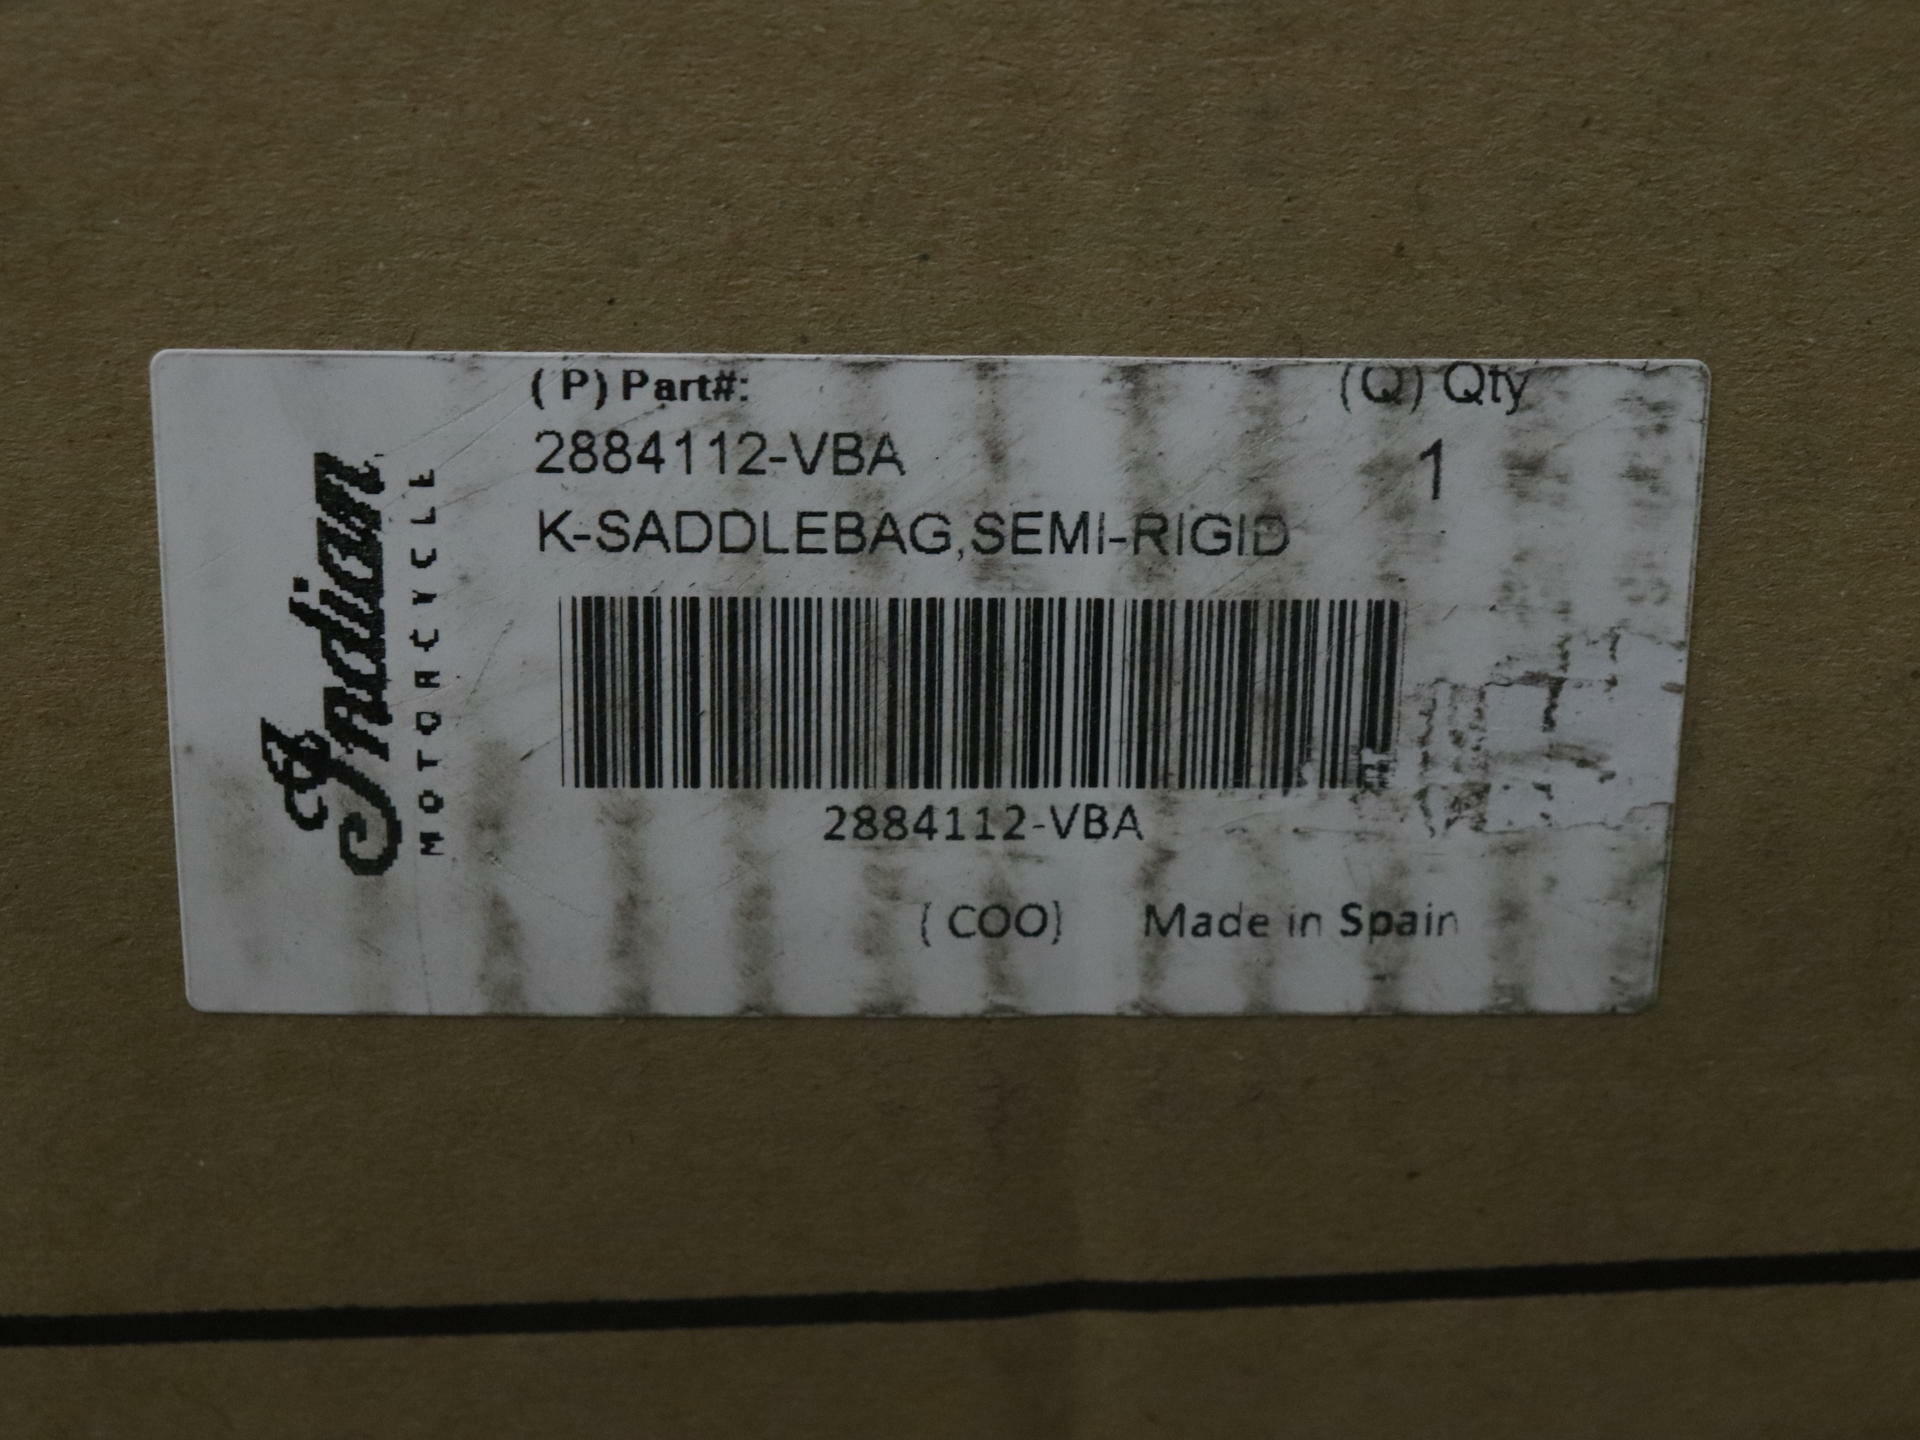 Indian
MOTORCYCLE
(P) Part#:
(Q) Qty
2884112-VBA
1
K-SADDLEBAG,SEMI-RIGID
2884112-VBA
(COO) Made in Spain